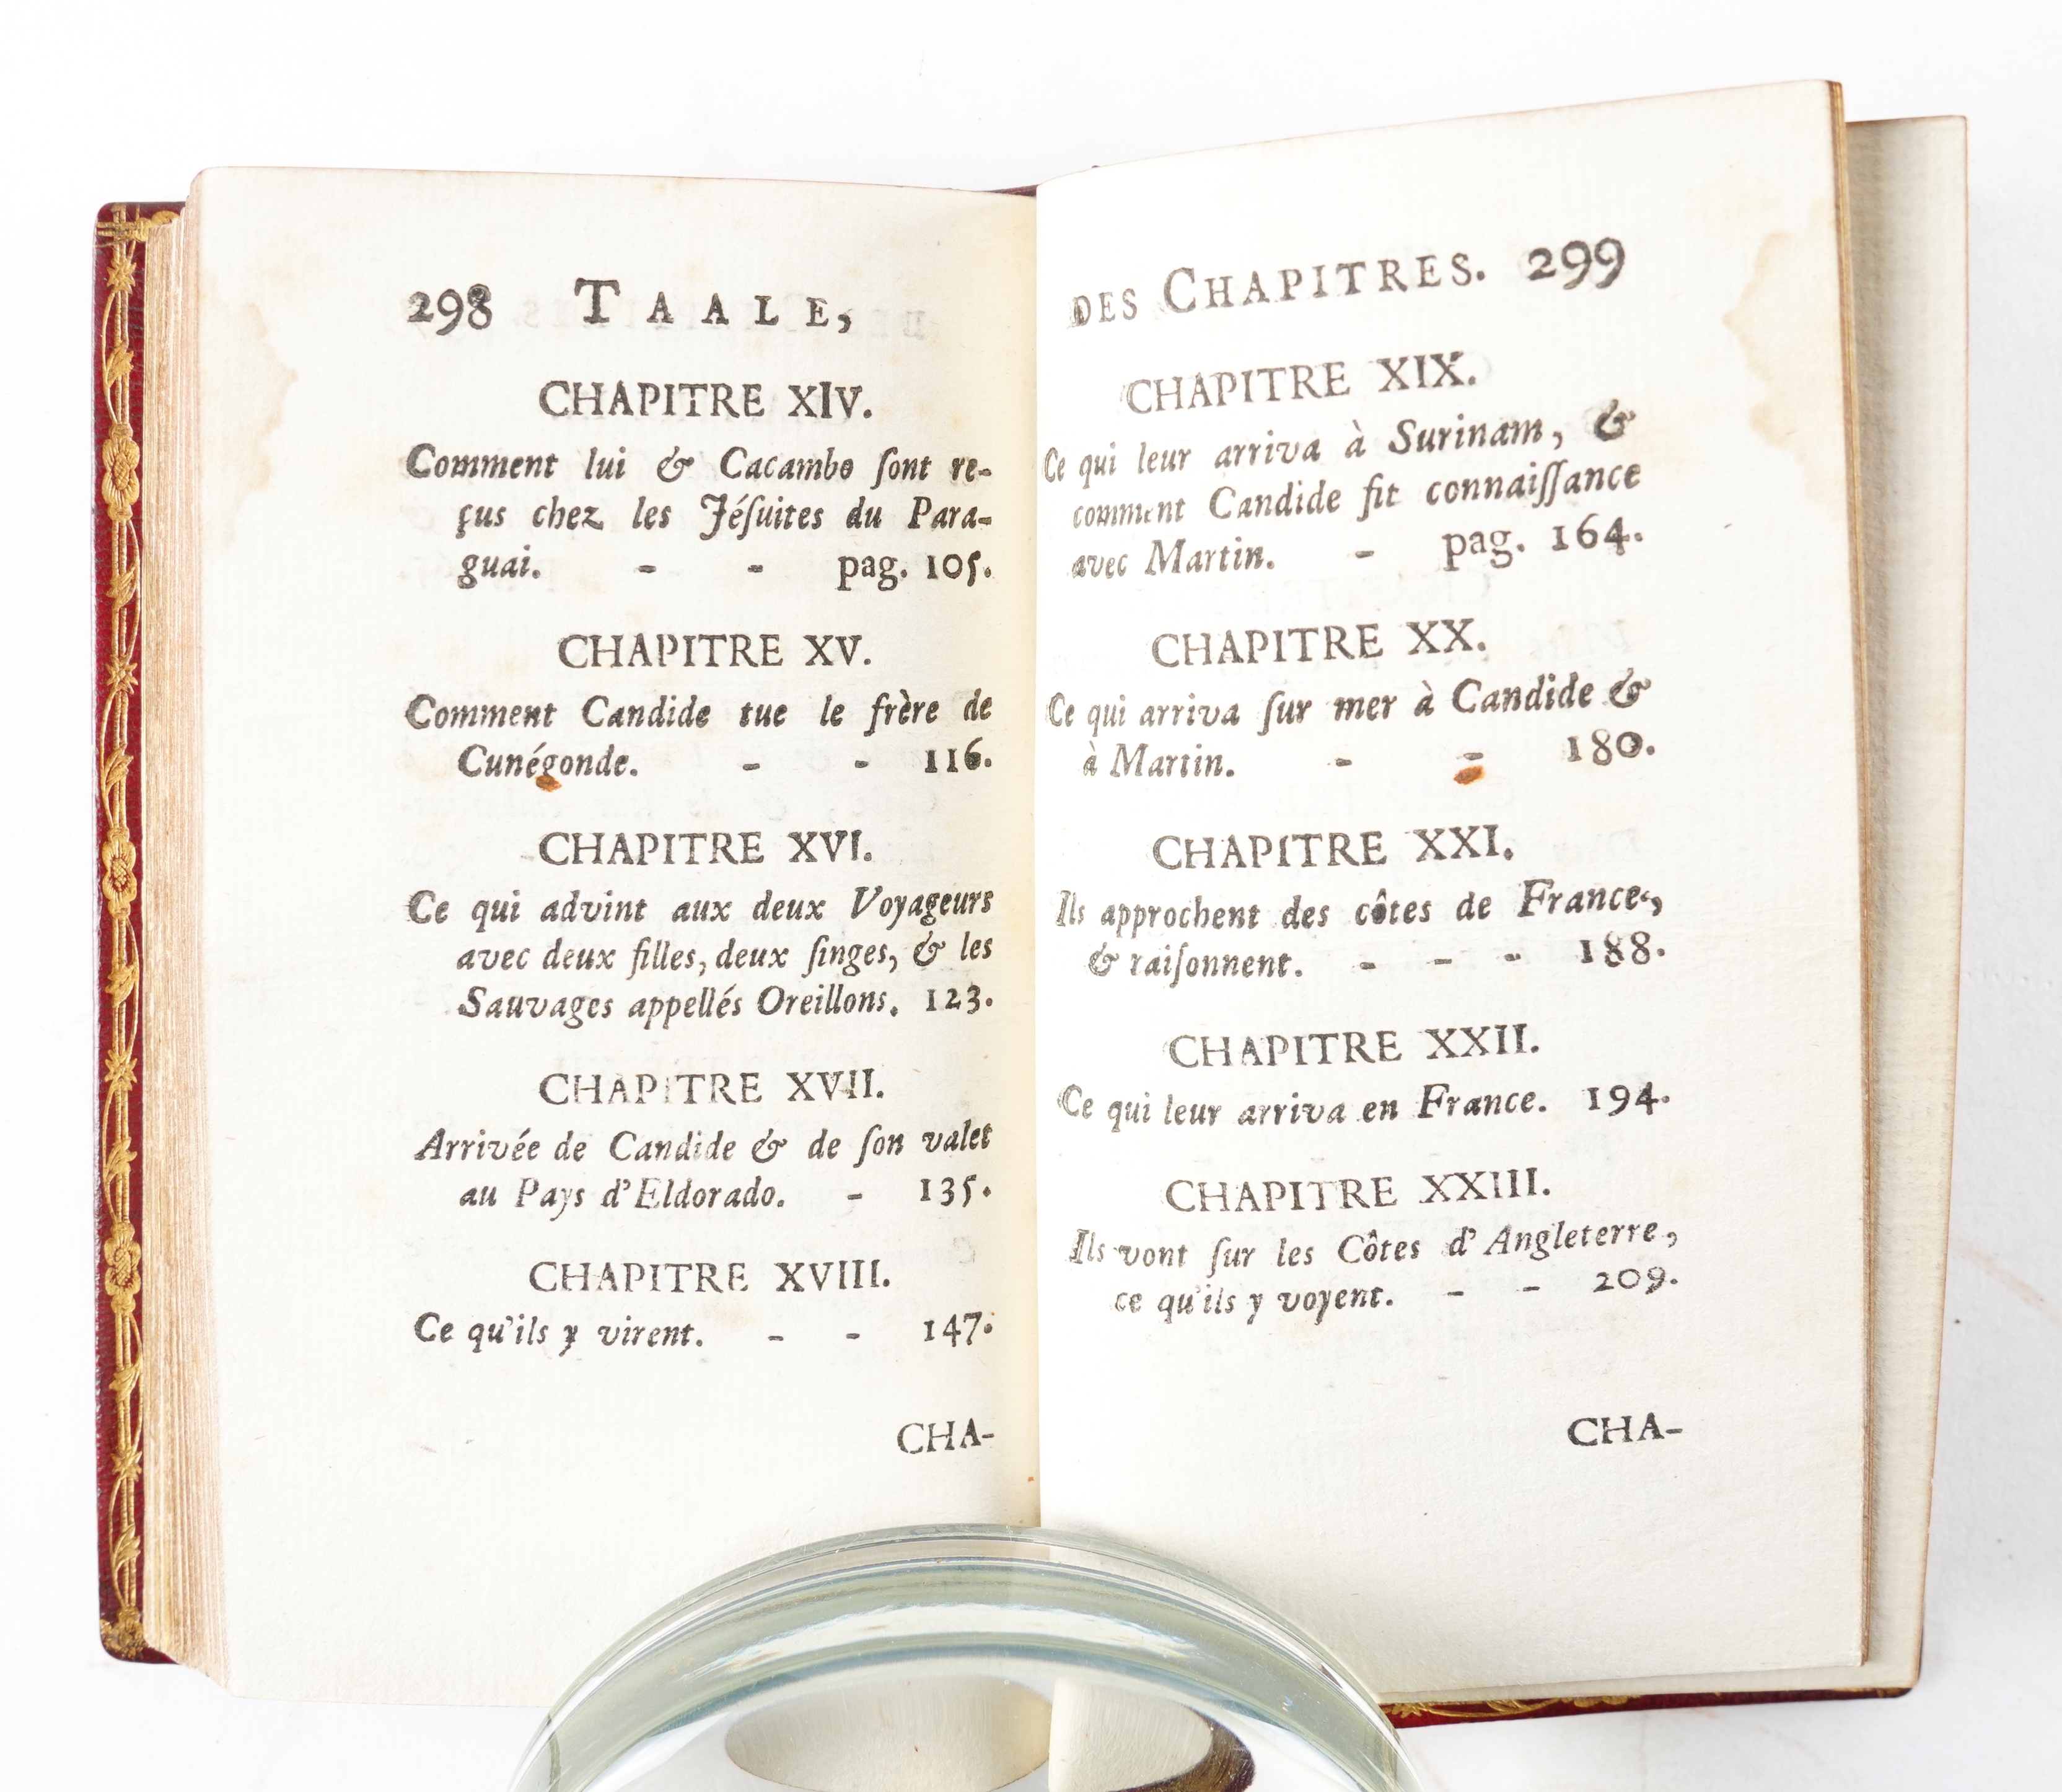 298 TAALE,
CHAPITRE XIV.
Comment lui & Cacambo ſont re-
çus chez les Jéſuites du Para-
guai. - - pag. 105.
CHAPITRE XV.
Comment Candide tue le frère de
Cunégonde. - - 116.
CHAPITRE XVI.
Ce qui advint aux deux Voyageurs
avec deux filles, deux ſinges, & les
Sauvages appellés Oreillons. 123.
CHAPITRE XVII.
Arrivée de Candide & de ſon valet
au Pays d'Eldorado. - 135.
CHAPITRE XVIII.
Ce qu'ils y virent. - - 147.
CHA-
DES CHAPITRES. 299
CHAPITRE XIX.
Ce qui leur arriva à Surinam, &
comment Candide fit connaiſſance
avec Martin. - pag. 164.
CHAPITRE XX.
Ce qui arriva ſur mer à Candide &
à Martin. - - 180.
CHAPITRE XXI.
Ils approchent des côtes de France,
& raiſonnent. - - - 188.
CHAPITRE XXII.
Ce qui leur arriva en France. 194.
CHAPITRE XXIII.
Ils vont ſur les Côtes d'Angleterre,
ce qu'ils y voyent. - - 209.
CHA-